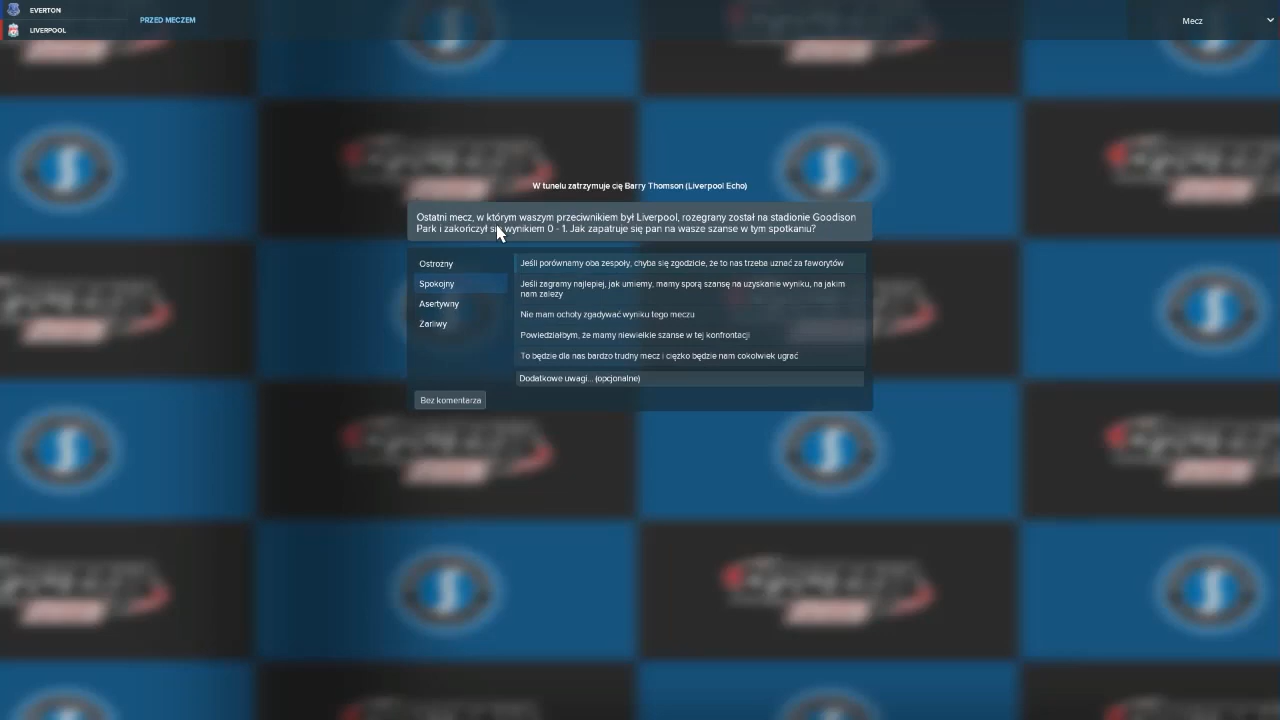 EVERTON
LIVERPOOL
PRZED MECZEM
Mecz
W tunelu zatrzymuje cię Barry Thomson (Liverpool Echo)
Ostatni mecz, w którym waszym przeciwnikiem był Liverpool, rozegrany został na stadionie Goodison
Park i zakończył się wynikiem 0 - 1. Jak zapatruje się pan na wasze szanse w tym spotkaniu?
Ostrożny
Spokojny
Asertywny
Żarliwy
Jeśli porównamy oba zespoły, chyba się zgodzicie, że to nas trzeba uznać za faworytów
Jeśli zagramy najlepiej, jak umiemy, mamy sporą szansę na uzyskanie wyniku, na jakim
nam zależy
Nie mam ochoty zgadywać wyniku tego meczu
Powiedziałbym, że mamy niewielkie szanse w tej konfrontacji
To będzie dla nas bardzo trudny mecz i ciężko będzie nam cokolwiek ugrać
Dodatkowe uwagi... (opcjonalne)
Bez komentarza